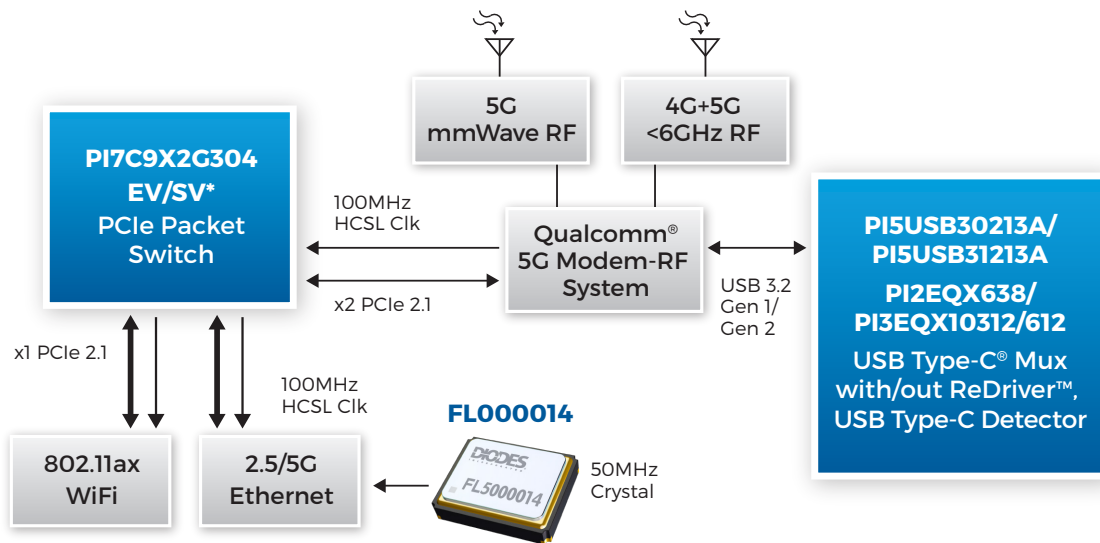 5G
mmWave RF
4G+5G
<6GHz RF
PI7C9X2G304
EV/SV*
PCIe Packet
Switch
100MHz
HCSL Clk
x2 PCIe 2.1
Qualcomm®
5G Modem-RF
System
USB 3.2
Gen 1/
Gen 2
PI5USB30213A/
PI5USB31213A
PI2EQX638/
PI3EQX10312/612
USB Type-C® Mux
with/out ReDriver™,
USB Type-C Detector
x1 PCIe 2.1
100MHz
HCSL Clk
802.11ax
WiFi
2.5/5G
Ethernet
FL000014
DIODES
INCORPORATED
FL5000014
50MHz
Crystal